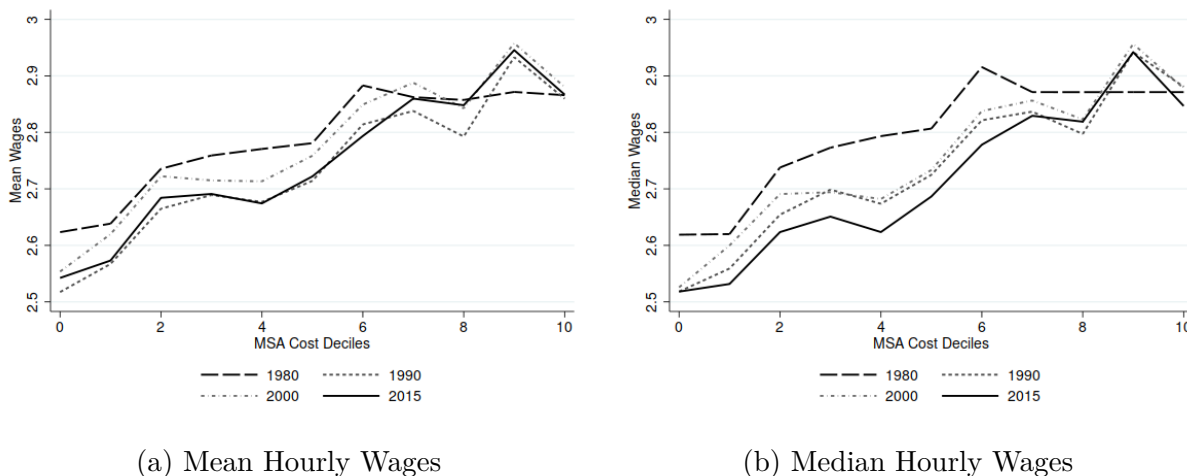 3
2.9
2.8
2.7
2.6
2.5
Mean Wages
0 2 4 6 8 10
MSA Cost Deciles
1980 1990
2000 2015
(a) Mean Hourly Wages
3
2.9
2.8
2.7
2.6
2.5
Median Wages
0 2 4 6 8 10
MSA Cost Deciles
1980 1990
2000 2015
(b) Median Hourly Wages